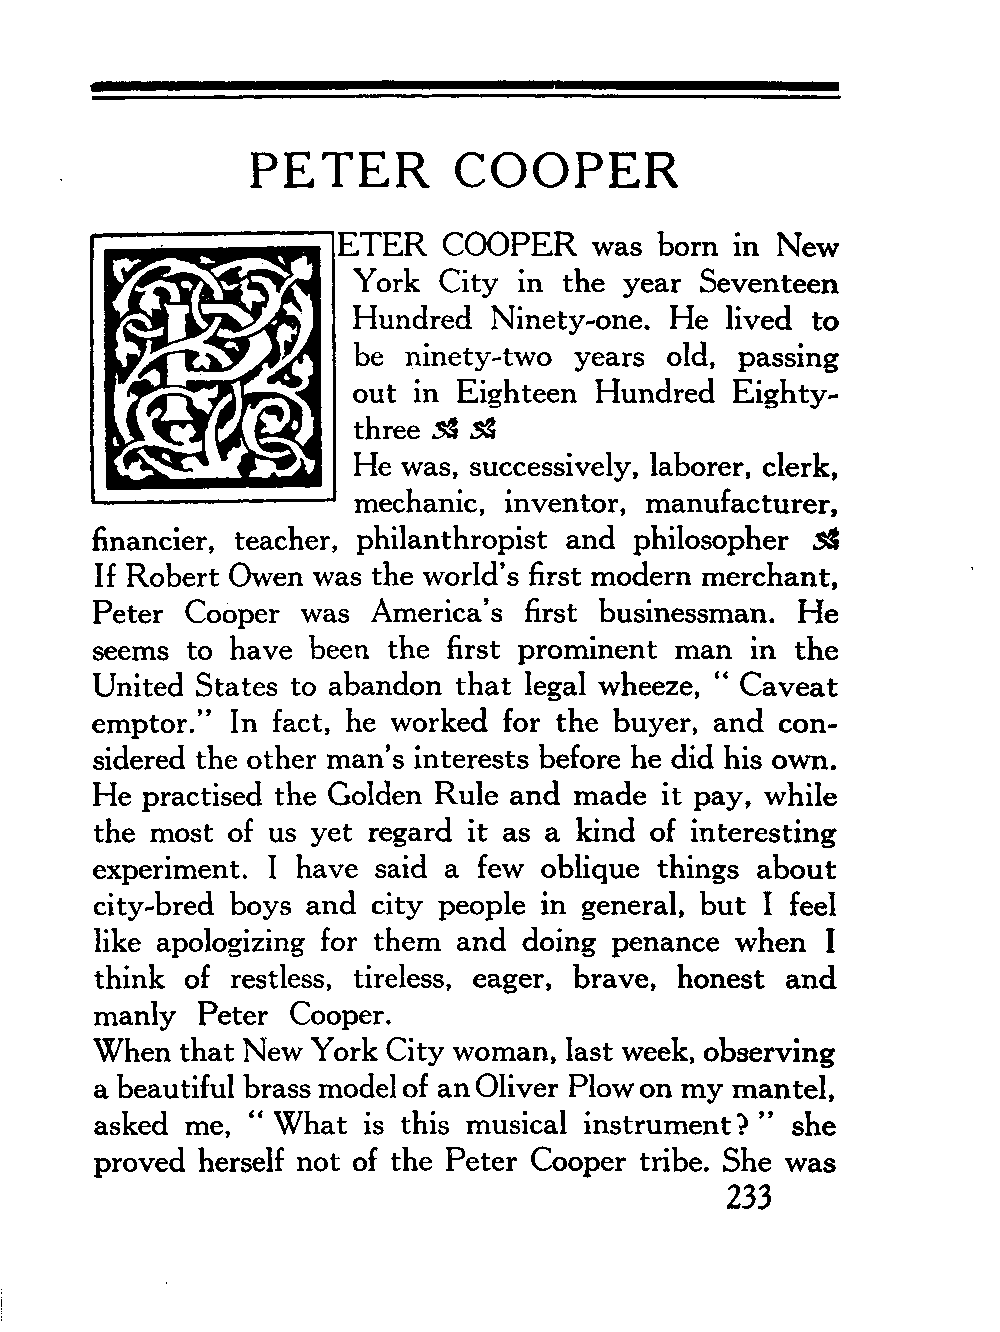 PETER COOPER
PETER COOPER was born in New
York City in the year Seventeen
Hundred Ninety-one. He lived to
be ninety-two years old, passing
out in Eighteen Hundred Eighty-
three
He was, successively, laborer, clerk,
mechanic, inventor, manufacturer,
financier, teacher, philanthropist and philosopher
If Robert Owen was the world's first modern merchant,
Peter Cooper was America's first businessman. He
seems to have been the first prominent man in the
United States to abandon that legal wheeze, “ Caveat
emptor.” In fact, he worked for the buyer, and con-
sidered the other man's interests before he did his own.
He practised the Golden Rule and made it pay, while
the most of us yet regard it as a kind of interesting
experiment. I have said a few oblique things about
city-bred boys and city people in general, but I feel
like apologizing for them and doing penance when I
think of restless, tireless, eager, brave, honest and
manly Peter Cooper.
When that New York City woman, last week, observing
a beautiful brass model of an Oliver Plow on my mantel,
asked me, “ What is this musical instrument? ” she
proved herself not of the Peter Cooper tribe. She was
233